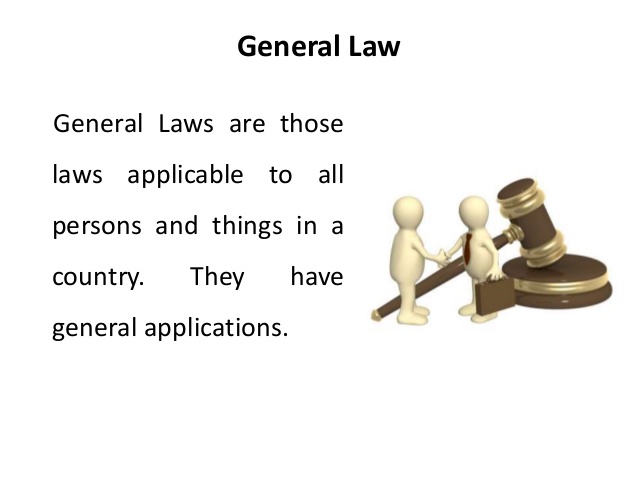 General Law
General Laws are those
laws applicable to all
persons and things in a
country. They have
general applications.